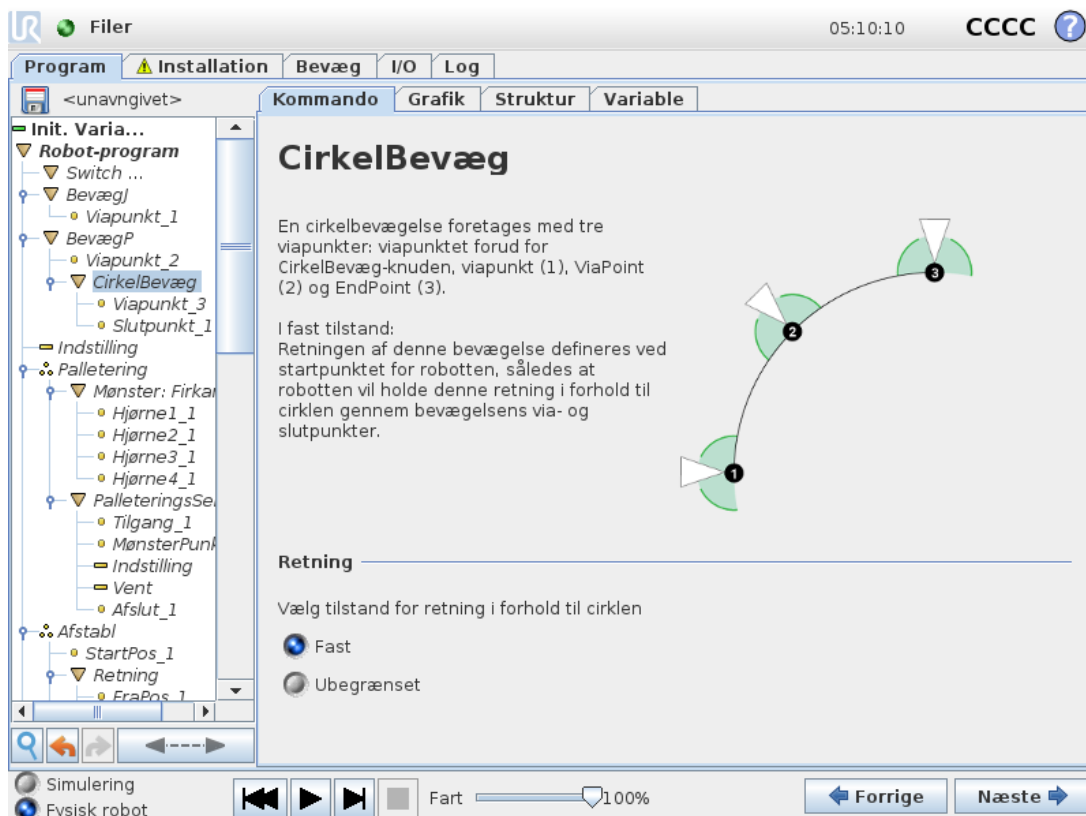 UR Filer 05:10:10 CCCC ?
Program Installation Bevæg I/O Log
<unavngivet>
Kommando Grafik Struktur Variable
Init. Varia...
Robot-program
Switch ...
BevægJ
Viapunkt_1
BevægP
Viapunkt_2
CirkelBevæg
Viapunkt_3
Slutpunkt_1
Indstilling
Palletering
Mønster: Firkar
Hjørne1_1
Hjørne2_1
Hjørne3_1
Hjørne4_1
PalleteringsSe
Tilgang_1
MønsterPunk
Indstilling
Vent
Afslut_1
Afstabl
StartPos_1
Retning
FraPos_1
CirkelBevæg
En cirkelbevægelse foretages med tre
viapunkter: viapunktet forud for
CirkelBevæg-knuden, viapunkt (1), ViaPoint
(2) og EndPoint (3).
I fast tilstand:
Retningen af denne bevægelse defineres ved
startpunktet for robotten, således at
robotten vil holde denne retning i forhold til
cirklen gennem bevægelsens via- og
slutpunkter.
3
2
1
Retning
Vælg tilstand for retning i forhold til cirklen
Fast
Ubegrænset
Simulering
Fysisk robot
Fart 100%
Forrige Næste